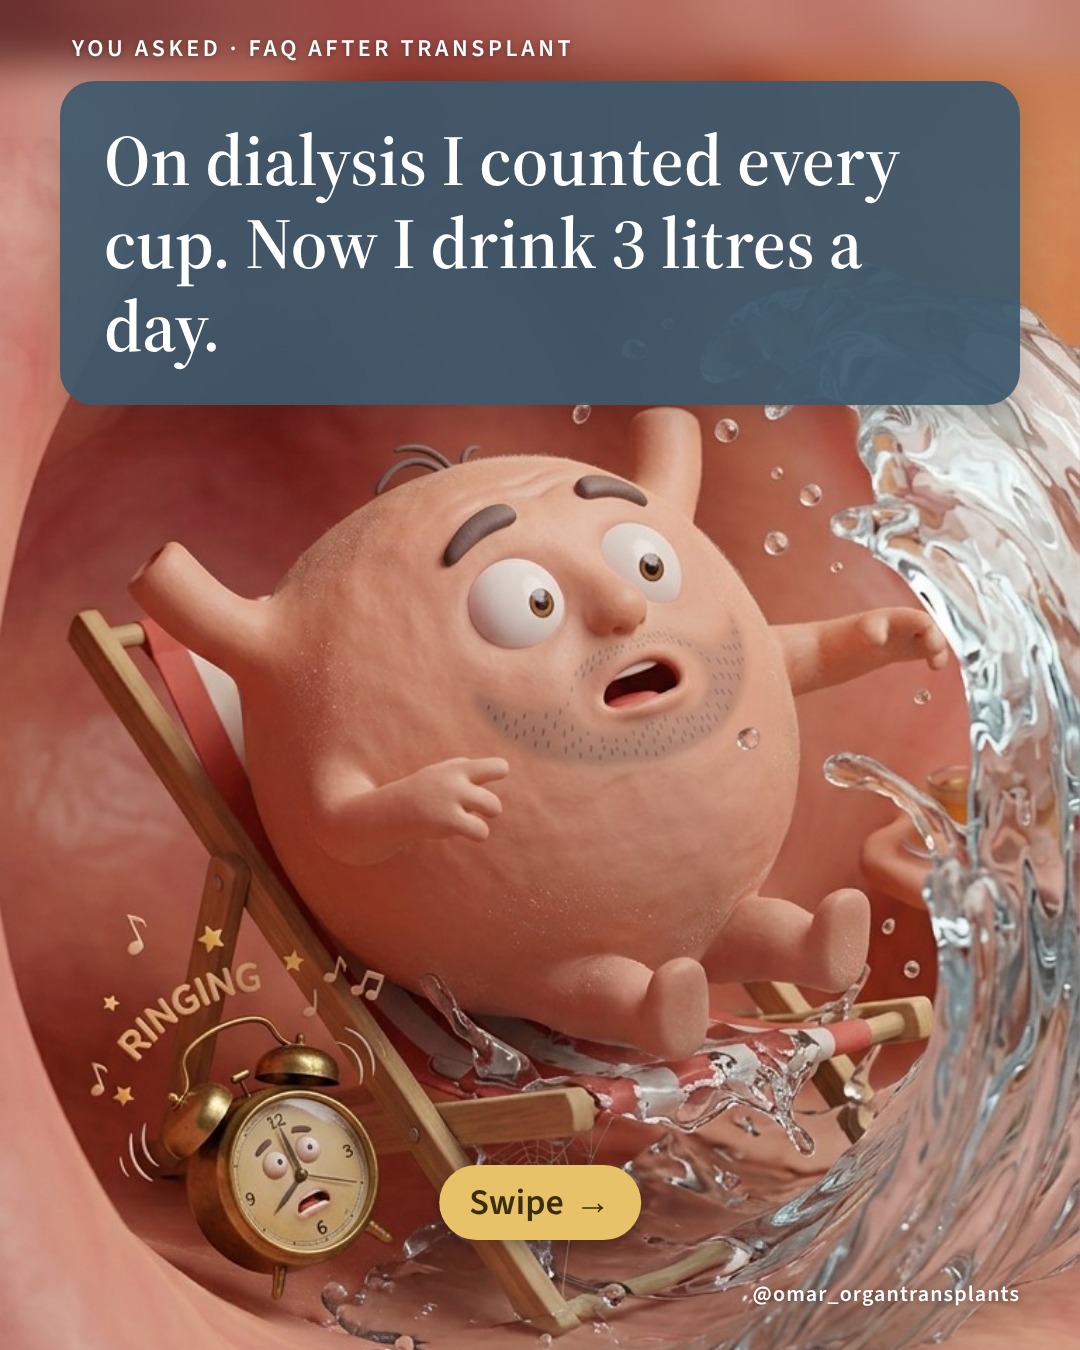 YOU ASKED · FAQ AFTER TRANSPLANT
On dialysis I counted every
cup. Now I drink 3 litres a
day.
RINGING
12
3
9
6
Swipe →
@omar_organtransplants